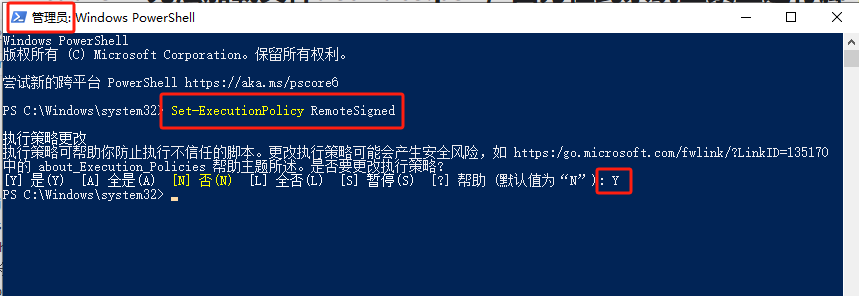 管理员: Windows PowerShell
Windows PowerShell
版权所有 (C) Microsoft Corporation。保留所有权利。
尝试新的跨平台 PowerShell https://aka.ms/pscore6
PS C:\Windows\system32> Set-ExecutionPolicy RemoteSigned
执行策略更改
执行策略可帮助你防止执行不信任的脚本。更改执行策略可能会产生安全风险，如 https:/go.microsoft.com/fwlink/?LinkID=135170
中的 about_Execution_Policies 帮助主题所述。是否要更改执行策略?
[Y] 是(Y)  [A] 全是(A)  [N] 否(N)  [L] 全否(L)  [S] 暂停(S)  [?] 帮助 (默认值为“N”): Y
PS C:\Windows\system32>